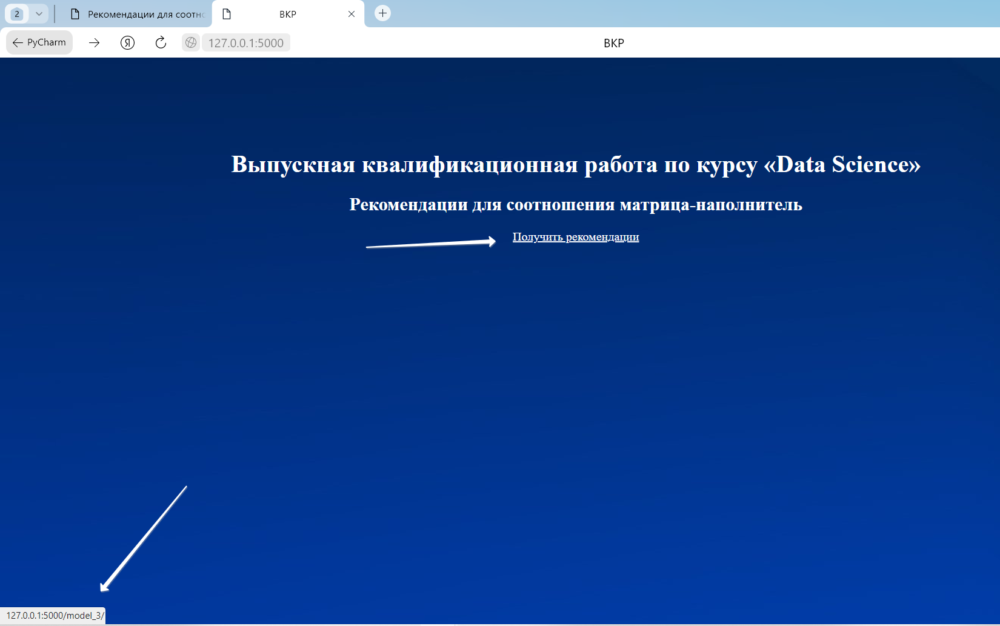 2
Рекомендации для соотно
ВКР
PyCharm
Я
127.0.0.1:5000
ВКР
Выпускная квалификационная работа по курсу «Data Science»
Рекомендации для соотношения матрица-наполнитель
Получить рекомендации
127.0.0.1:5000/model_3/